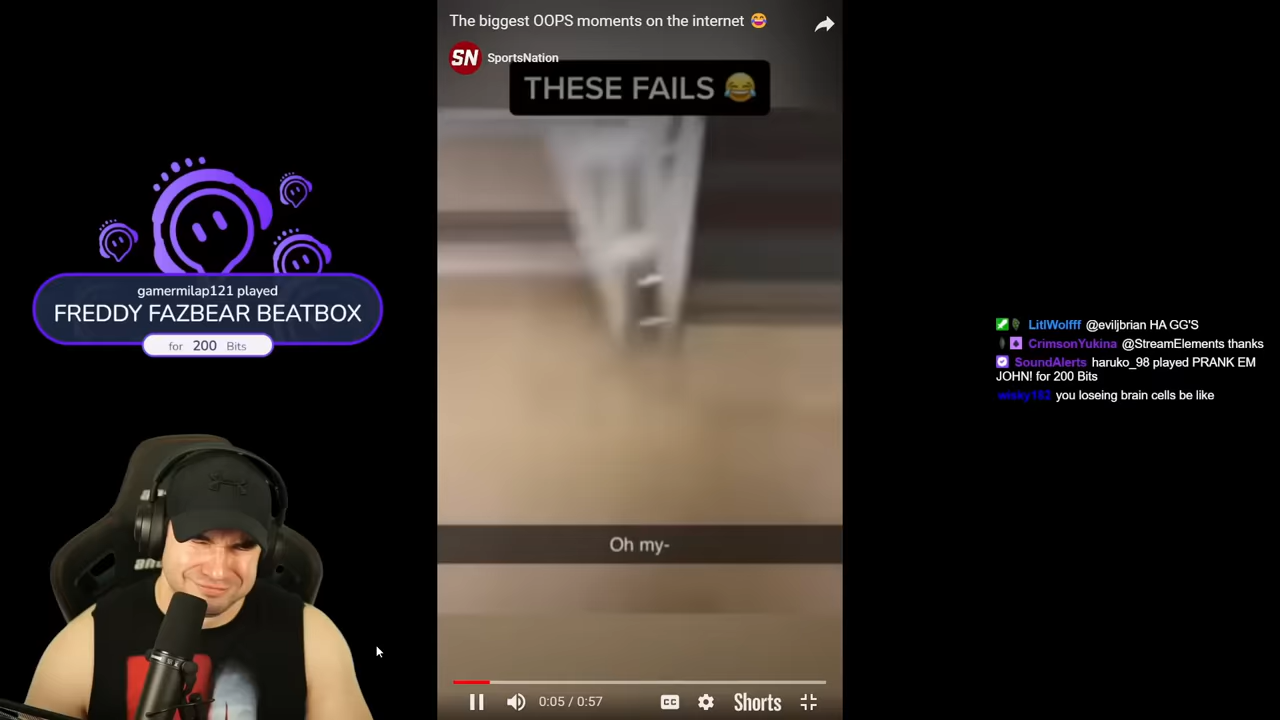 The biggest OOPS moments on the internet 😂
SN SportsNation
THESE FAILS 😂
gamermilap121 played
FREDDY FAZBEAR BEATBOX
for 200 Bits
LitlWolfff @eviljbrian HA GG'S
CrimsonYukina @StreamElements thanks
SoundAlerts haruko_98 played PRANK EM
JOHN! for 200 Bits
you loseing brain cells be like
Oh my-
0:05 / 0:57
CC
Shorts